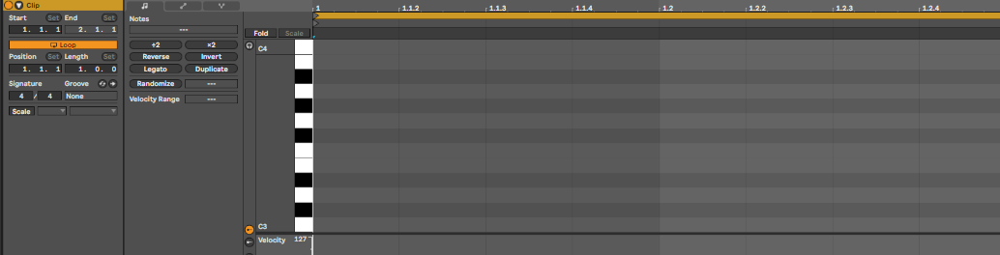 Clip
Start Set End Set
1. 1. 1 2. 1. 1
Loop
Position Set Length Set
1. 1. 1 1. 0. 0
Signature Groove
4 / 4 None
Scale
Notes
---
÷2 ×2
Reverse Invert
Legato Duplicate
Randomize ---
Velocity Range ---
1 1.1.2 1.1.3 1.1.4 1.2 1.2.2 1.2.3 1.2.4
Fold Scale
C4
C3
Velocity 127